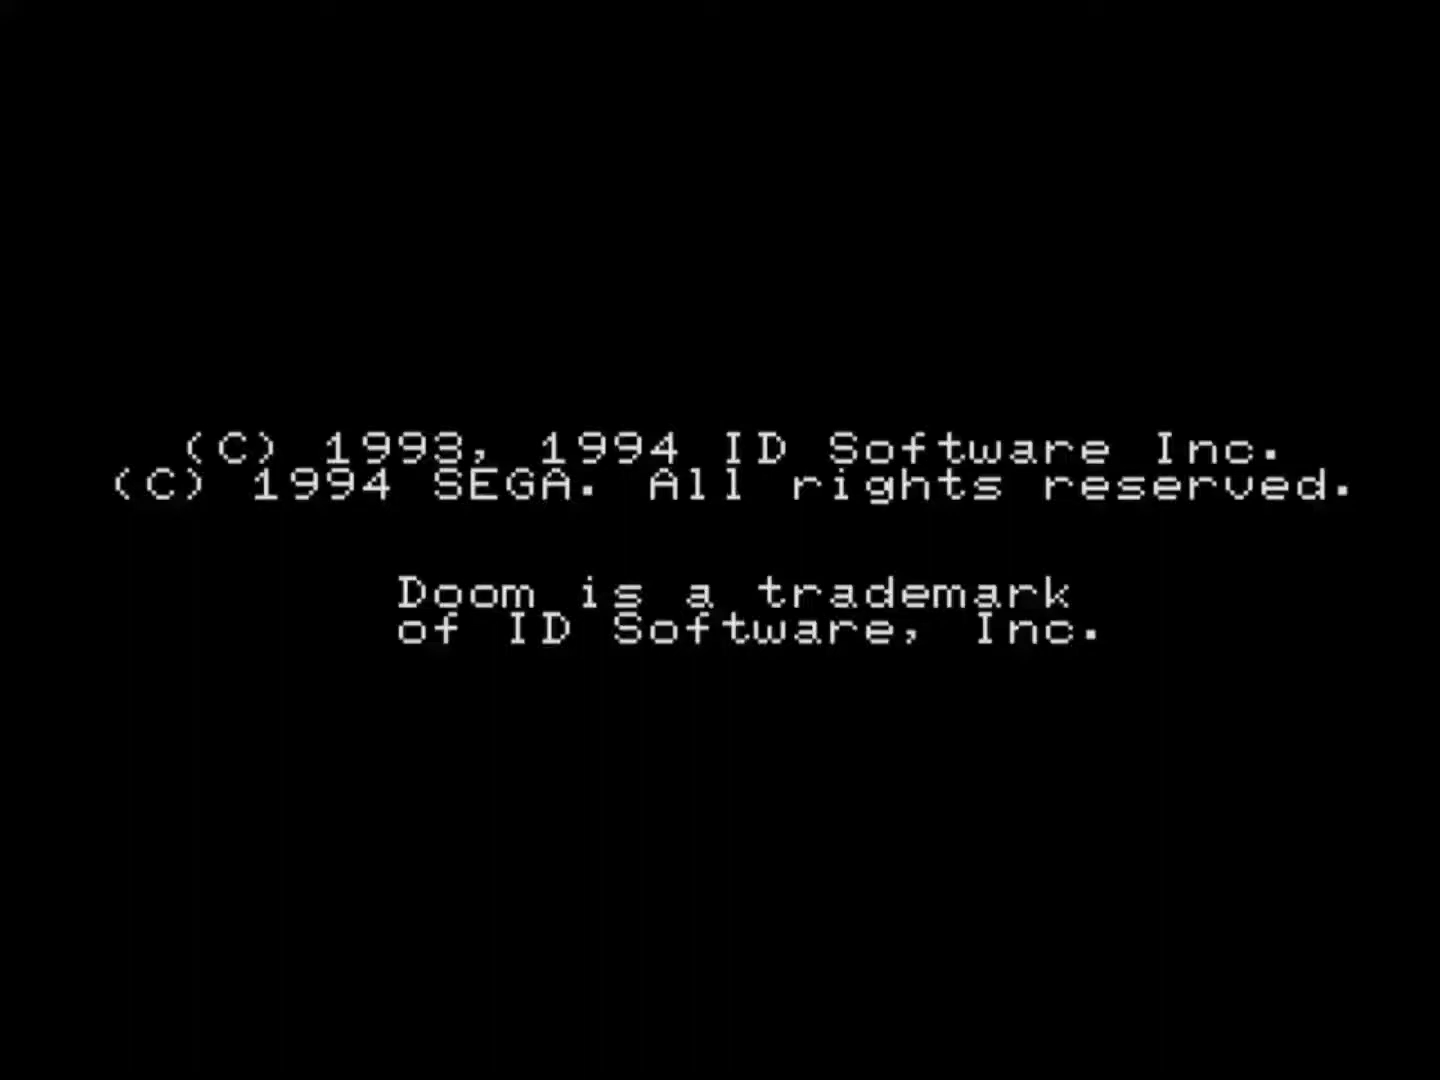 (C) 1993, 1994 ID Software Inc.
(C) 1994 SEGA. All rights reserved.
Doom is a trademark
of ID Software, Inc.